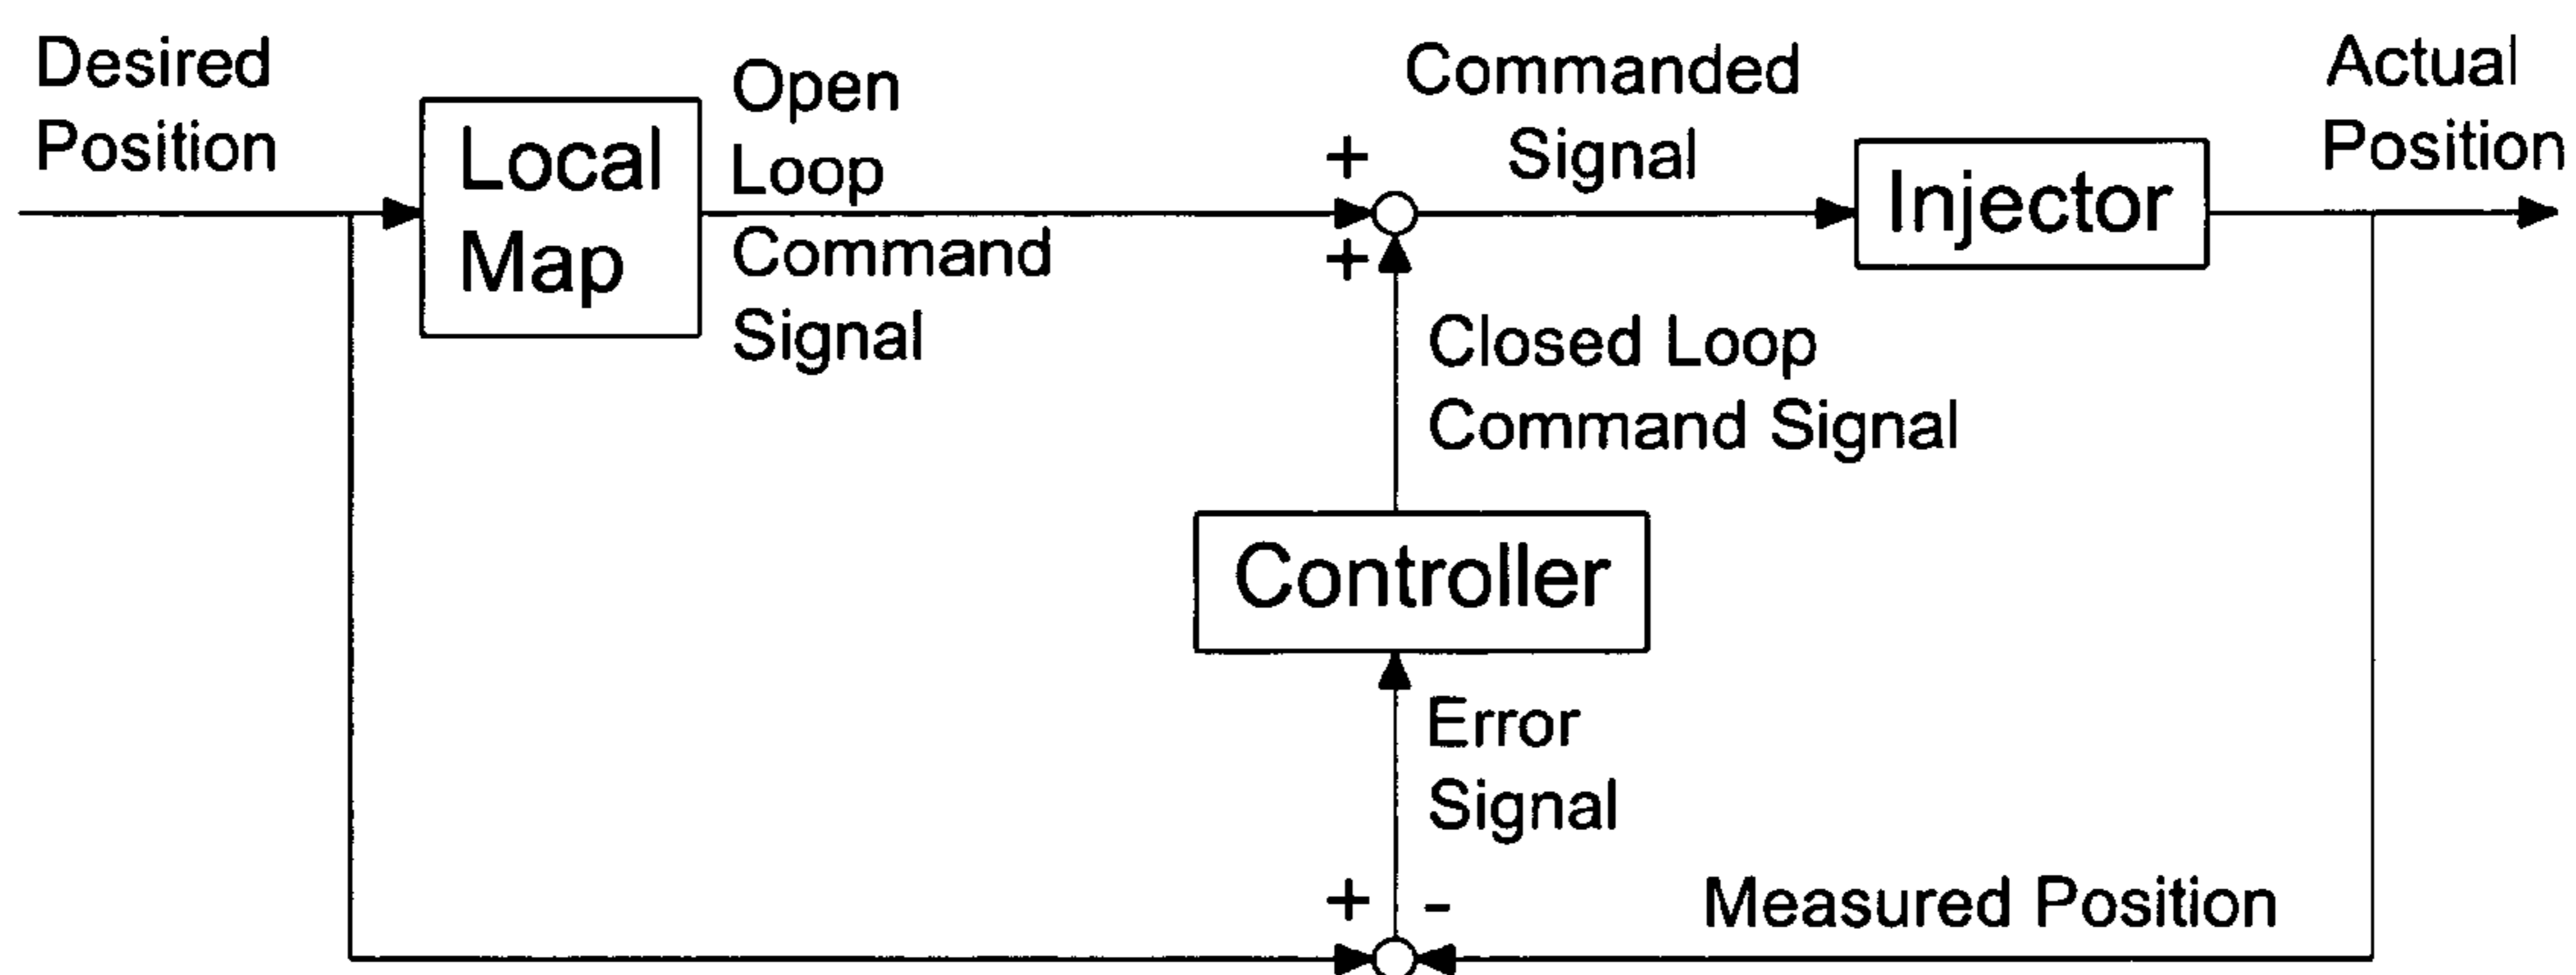 Desired
Position
Local
Map
Open
Loop
Command
Signal
+
+
Commanded
Signal
Injector
Actual
Position
Closed Loop
Command Signal
Controller
Error
Signal
+ -
Measured Position